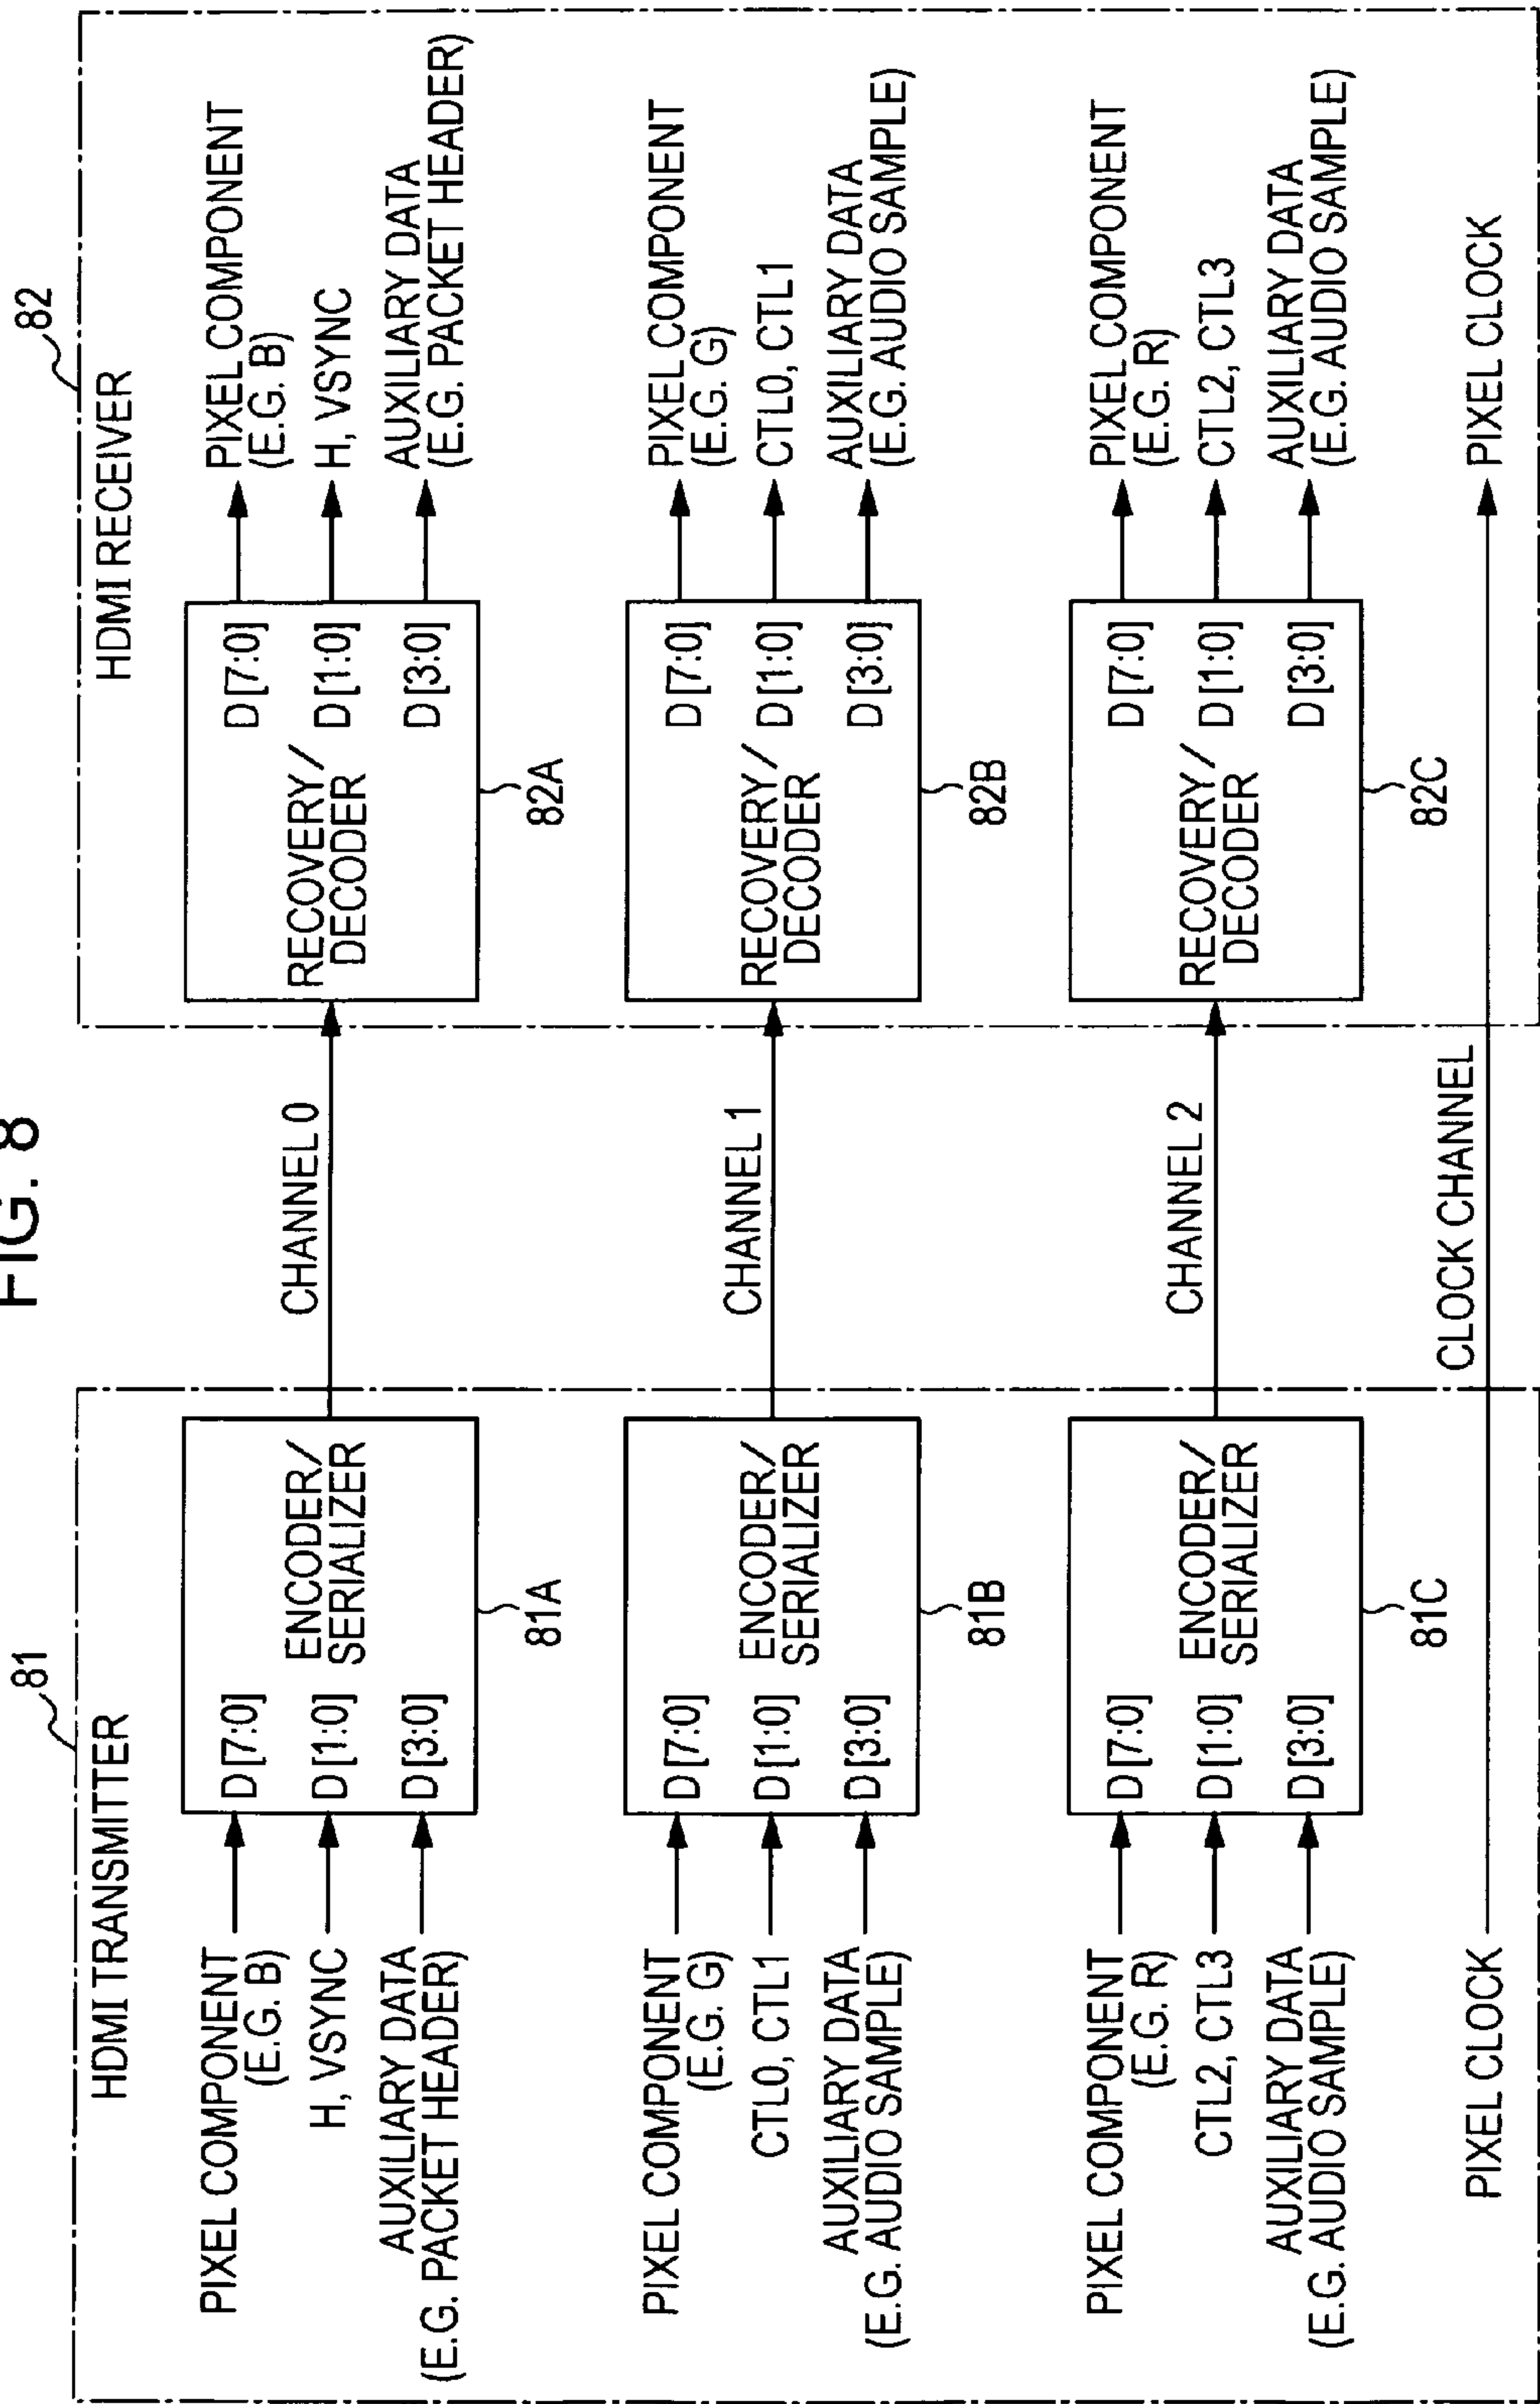 FIG. 8
81
HDMI TRANSMITTER
PIXEL COMPONENT
(E.G. B)
H, VSYNC
AUXILIARY DATA
(E.G. PACKET HEADER)
D [7:0]
D [1:0]
D [3:0]
ENCODER/
SERIALIZER
81A
CHANNEL 0
PIXEL COMPONENT
(E.G. G)
CTL0, CTL1
AUXILIARY DATA
(E.G. AUDIO SAMPLE)
D [7:0]
D [1:0]
D [3:0]
ENCODER/
SERIALIZER
81B
CHANNEL 1
PIXEL COMPONENT
(E.G. R)
CTL2, CTL3
AUXILIARY DATA
(E.G. AUDIO SAMPLE)
D [7:0]
D [1:0]
D [3:0]
ENCODER/
SERIALIZER
81C
CHANNEL 2
PIXEL CLOCK
CLOCK CHANNEL
82
HDMI RECEIVER
RECOVERY/
DECODER
D [7:0]
D [1:0]
D [3:0]
82A
PIXEL COMPONENT
(E.G. B)
H, VSYNC
AUXILIARY DATA
(E.G. PACKET HEADER)
RECOVERY/
DECODER
D [7:0]
D [1:0]
D [3:0]
82B
PIXEL COMPONENT
(E.G. G)
CTL0, CTL1
AUXILIARY DATA
(E.G. AUDIO SAMPLE)
RECOVERY/
DECODER
D [7:0]
D [1:0]
D [3:0]
82C
PIXEL COMPONENT
(E.G. R)
CTL2, CTL3
AUXILIARY DATA
(E.G. AUDIO SAMPLE)
PIXEL CLOCK